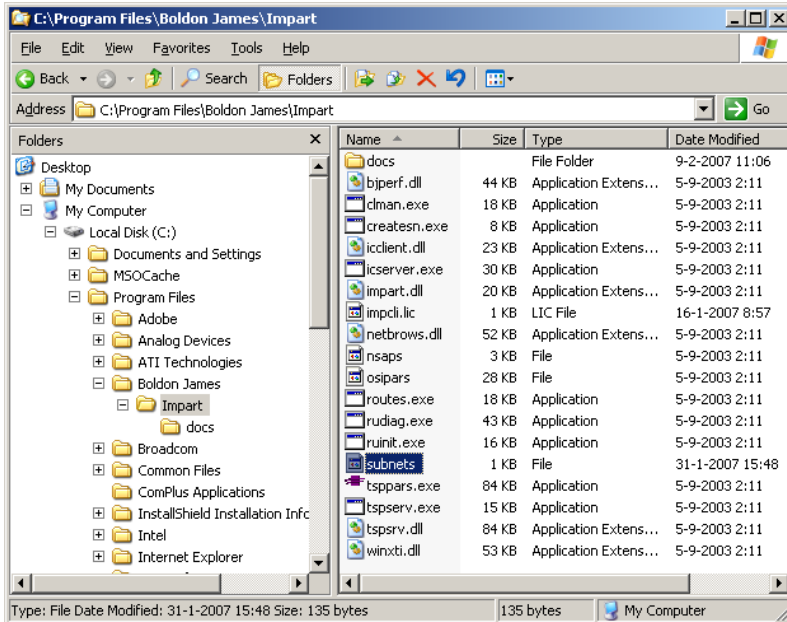 C:\Program Files\Boldon James\Impart
File Edit View Favorites Tools Help
Back Search Folders
Address C:\Program Files\Boldon James\Impart Go
Folders
Desktop
My Documents
My Computer
Local Disk (C:)
Documents and Settings
MSOCache
Program Files
Adobe
Analog Devices
ATI Technologies
Boldon James
Impart
docs
Broadcom
Common Files
ComPlus Applications
InstallShield Installation Info
Intel
Internet Explorer
Name Size Type Date Modified
docs File Folder 9-2-2007 11:06
bjperf.dll 44 KB Application Extens... 5-9-2003 2:11
clman.exe 18 KB Application 5-9-2003 2:11
createsn.exe 8 KB Application 5-9-2003 2:11
icclient.dll 23 KB Application Extens... 5-9-2003 2:11
icserver.exe 30 KB Application 5-9-2003 2:11
impart.dll 20 KB Application Extens... 5-9-2003 2:11
impcli.lic 1 KB LIC File 16-1-2007 8:57
netbrows.dll 52 KB Application Extens... 5-9-2003 2:11
nsaps 3 KB File 5-9-2003 2:11
osipars 28 KB File 5-9-2003 2:11
routes.exe 18 KB Application 5-9-2003 2:11
rudiag.exe 43 KB Application 5-9-2003 2:11
ruinit.exe 16 KB Application 5-9-2003 2:11
subnets 1 KB File 31-1-2007 15:48
tsppars.exe 84 KB Application 5-9-2003 2:11
tspserv.exe 15 KB Application 5-9-2003 2:11
tspsrv.dll 84 KB Application Extens... 5-9-2003 2:11
winxti.dll 53 KB Application Extens... 5-9-2003 2:11
Type: File Date Modified: 31-1-2007 15:48 Size: 135 bytes 135 bytes My Computer